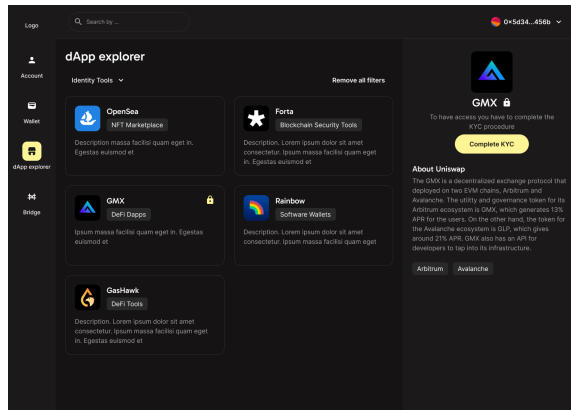 Logo
Search by ...
0x5d34...456b
Account
Wallet
dApp explorer
Bridge
dApp explorer
Identity Tools
Remove all filters
OpenSea
NFT Marketplace
Description massa facilisi quam eget in.
Egestas euismod et
Forta
Blockchain Security Tools
Description. Lorem ipsum dolor sit amet
consectetur. Ipsum massa facilisi quam
eget in. Egestas euismod et
GMX
DeFi Dapps
Ipsum massa facilisi quam eget in. Egestas
euismod et
Rainbow
Software Wallets
Description. Lorem ipsum dolor sit amet
consectetur. Ipsum massa facilisi quam eget
GasHawk
DeFi Tools
Description. Lorem ipsum dolor sit amet
consectetur. Ipsum massa facilisi quam eget
in. Egestas euismod et
GMX
To have access you have to complete the
KYC procedure
Complete KYC
About Uniswap
The GMX is a decentralized exchange protocol that
deployed on two EVM chains, Arbitrum and
Avalanche. The utility and governance token for its
Arbitrum ecosystem is GMX, which generates 13%
APR for the users. On the other hand, the token for
the Avalanche ecosystem is GLP, which gives
around 21% APR. GMX also has an API for
developers to tap into its infrastructure.
Arbitrum
Avalanche